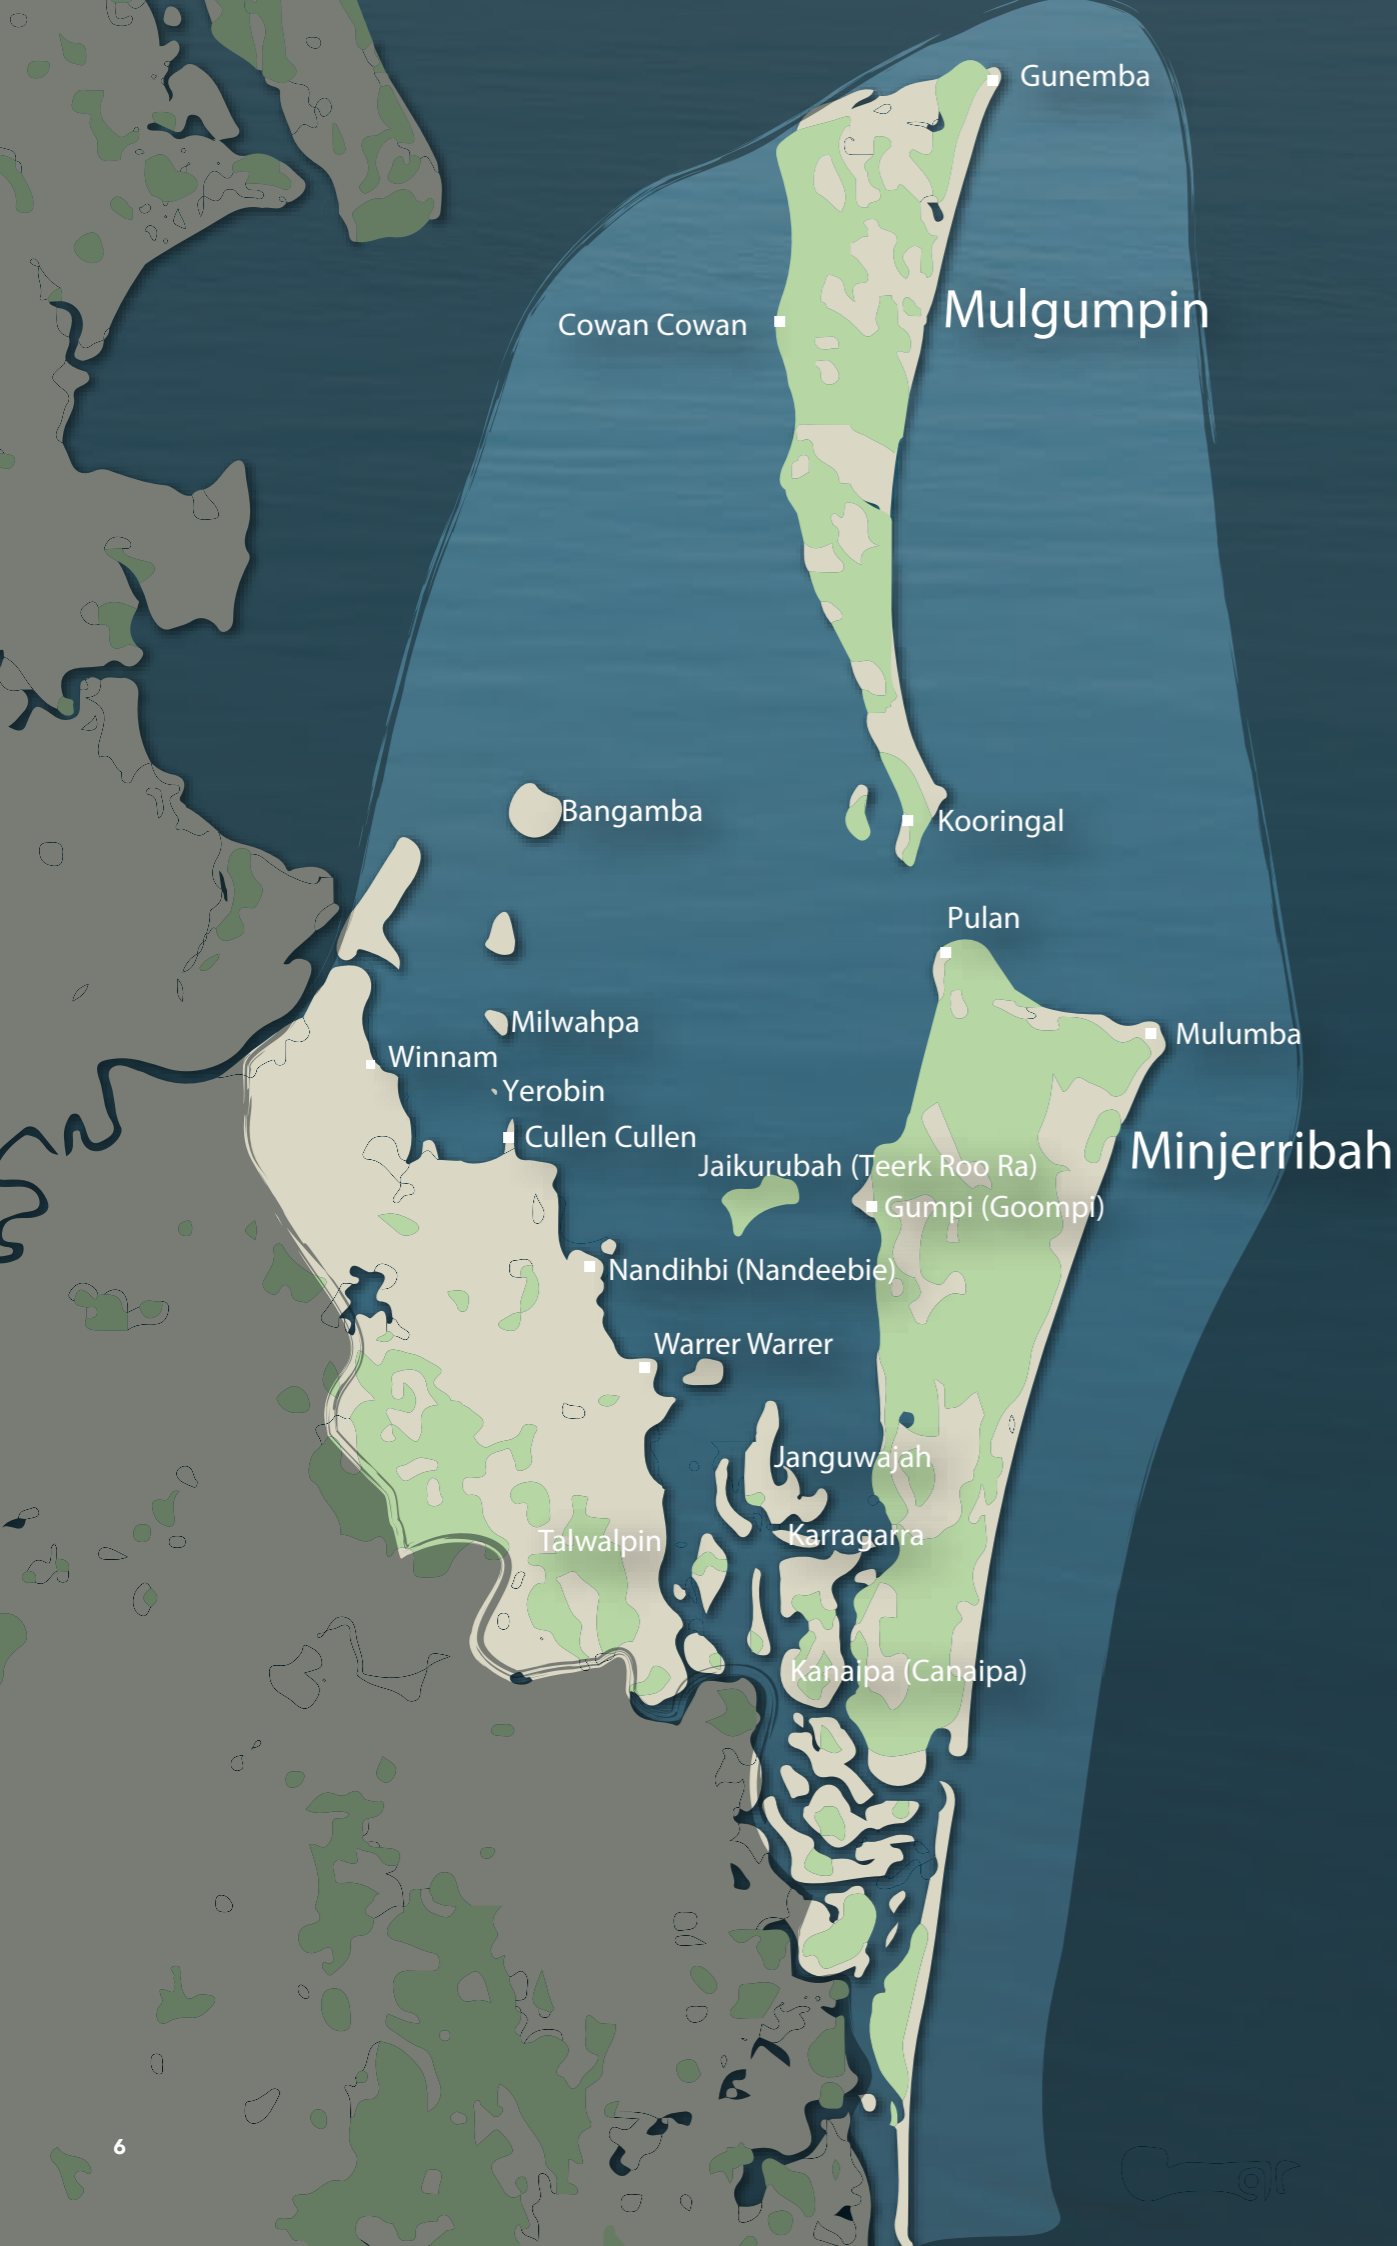 Gunemba
Mulgumpin
Cowan Cowan
Bangamba
Kooringal
Pulan
Milwahpa
Mulumba
Winnam
Yerobin
Cullen Cullen
Minjerribah
Jaikurubah (Teerk Roo Ra)
Gumpi (Goompi)
Nandihbi (Nandeebie)
Warrer Warrer
Janguwajah
Karragarra
Talwalpin
Kanaipa (Canaipa)
6